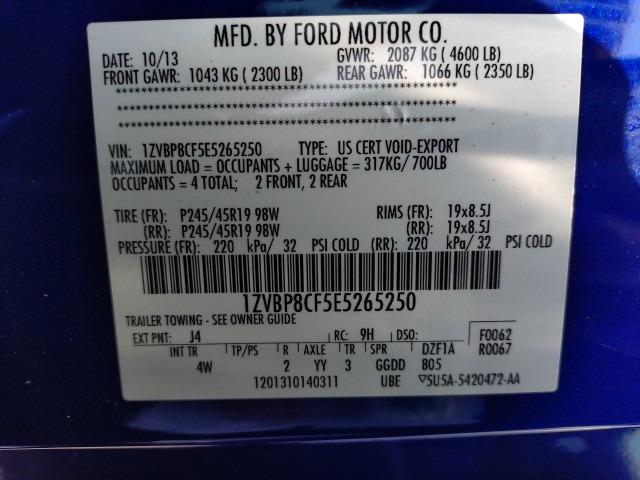 MFD. BY FORD MOTOR CO.
DATE: 10/13 GVWR: 2087 KG ( 4600 LB)
FRONT GAWR: 1043 KG ( 2300 LB) REAR GAWR: 1066 KG ( 2350 LB)
VIN: 1ZVBP8CF5E5265250 TYPE: US CERT VOID-EXPORT
MAXIMUM LOAD = OCCUPANTS + LUGGAGE = 317KG/ 700LB
OCCUPANTS = 4 TOTAL; 2 FRONT, 2 REAR
TIRE (FR): P245/45R19 98W RIMS (FR): 19x8.5J
(RR): P245/45R19 98W (RR): 19x8.5J
PRESSURE (FR): 220 kPa/ 32 PSI COLD (RR): 220 kPa/ 32 PSI COLD
1ZVBP8CF5E5265250
TRAILER TOWING - SEE OWNER GUIDE
EXT PNT: J4 RC: 9H DSO: F0062
INT TR TP/PS R AXLE TR SPR DZF1A R0067
4W 2 YY 3 GGDD 805
1201310140311 UBE 5U5A-5420472-AA